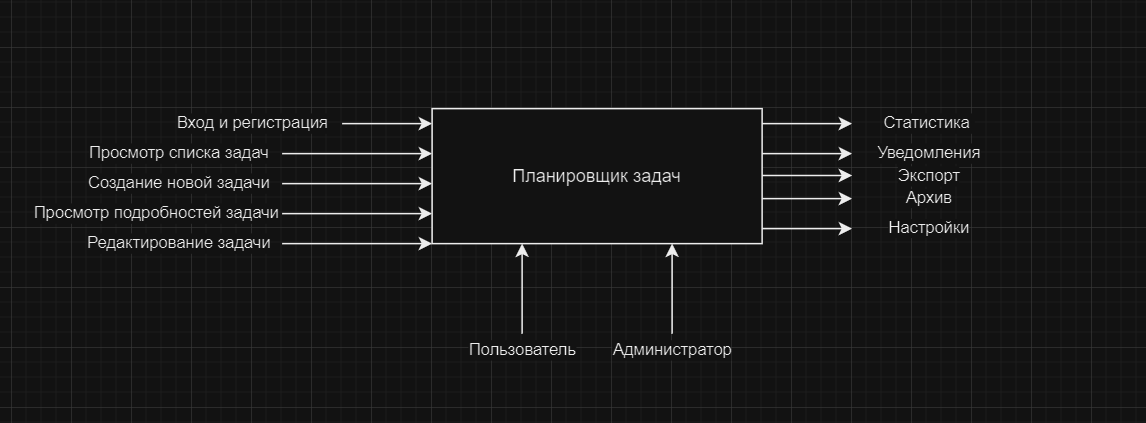 Вход и регистрация
Просмотр списка задач
Создание новой задачи
Просмотр подробностей задачи
Редактирование задачи
Планировщик задач
Статистика
Уведомления
Экспорт
Архив
Настройки
Пользователь
Администратор